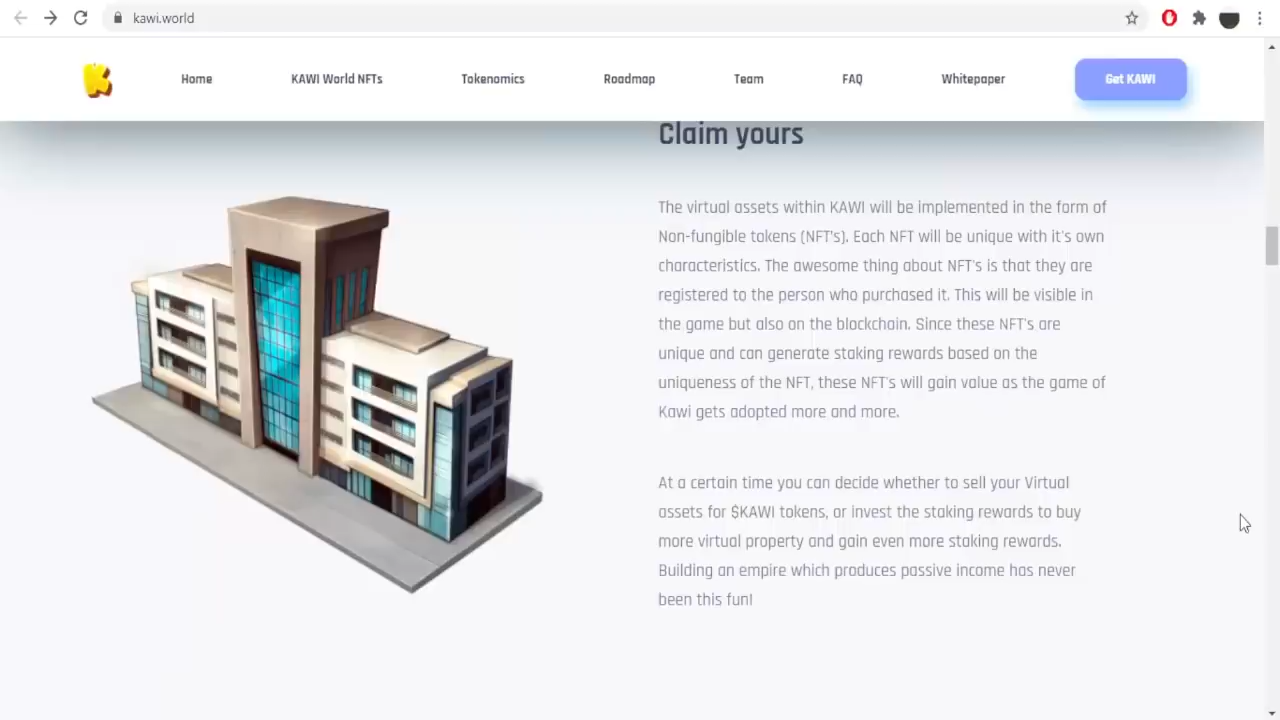 kawi.world
K
Home
KAWI World NFTs
Tokenomics
Roadmap
Team
FAQ
Whitepaper
Get KAWI
Claim yours
The virtual assets within KAWI will be implemented in the form of
Non-fungible tokens (NFT's). Each NFT will be unique with it's own
characteristics. The awesome thing about NFT's is that they are
registered to the person who purchased it. This will be visible in
the game but also on the blockchain. Since these NFT's are
unique and can generate staking rewards based on the
uniqueness of the NFT, these NFT's will gain value as the game of
Kawi gets adopted more and more.
At a certain time you can decide whether to sell your Virtual
assets for $KAWI tokens, or invest the staking rewards to buy
more virtual property and gain even more staking rewards.
Building an empire which produces passive income has never
been this fun!